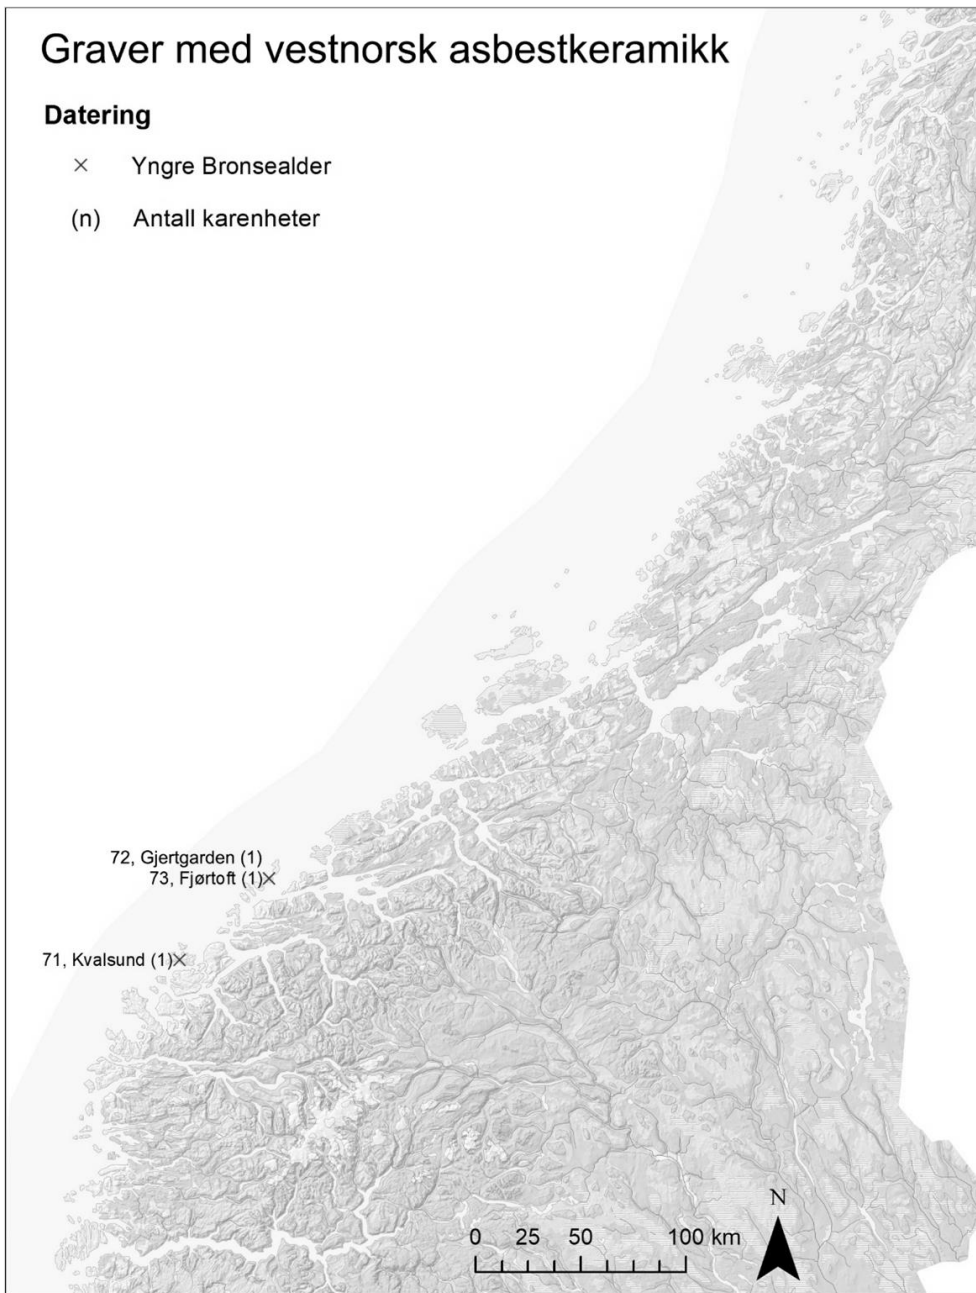 Graver med vestnorsk asbestkeramikk
Datering
Yngre Bronsealder
(n) Antall karenheter
72, Gjertgarden (1)
73, Fjørtoft (1)
71, Kvalsund (1)
N
0 25 50 100 km